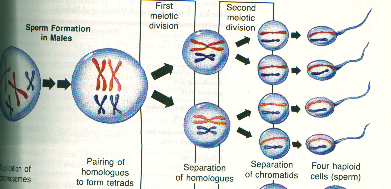 First
meiotic
division
Second
meiotic
division
Sperm Formation
in Males
of
Pairing of
homologues
to form tetrads
Separation
of homologues
Separation
of chromatids
Four haploid
cells (sperm)